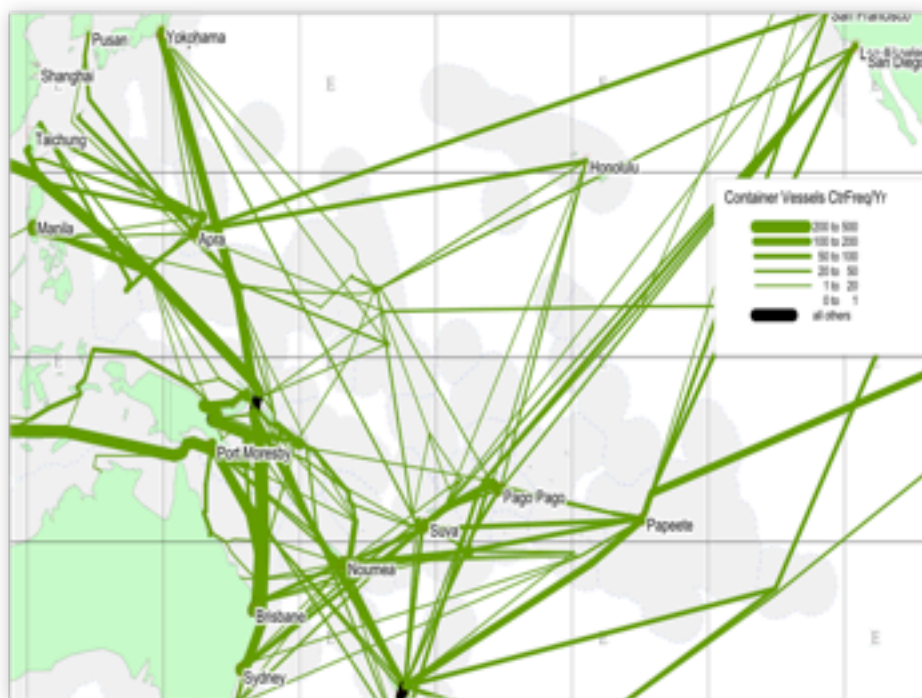 San Francisco
Pusan
Yokohama
San Diego
Shanghai
E
E
Taichung
Honolulu
Container Vessels CtrFreq/Yr
200 to 500
100 to 200
50 to 100
20 to 50
1 to 20
0 to 1
all others
Manila
Apra
E
Port Moresby
Pago Pago
Suva
Papeete
Noumea
Brisbane
E
E
E
Sydney